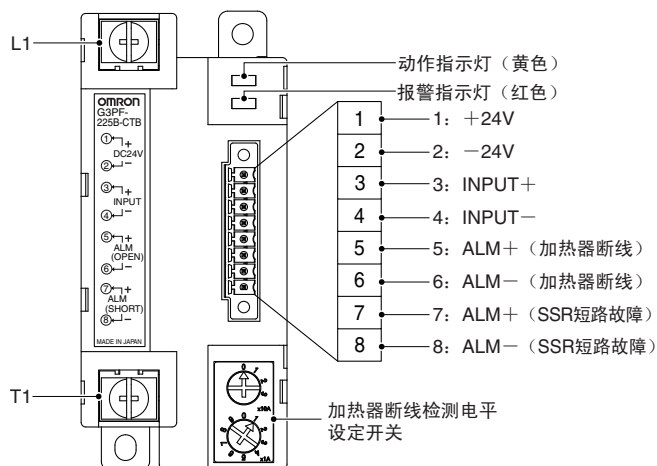 L1
动作指示灯（黄色）
报警指示灯（红色）
OMRON
G3PF-
225B-CTB
① +
DC24V
② −
③ +
INPUT
④ −
⑤ +
ALM
(OPEN)
⑥ −
⑦ +
ALM
(SHORT)
⑧ −
MADE IN JAPAN
1 1：＋24V
2 2：－24V
3 3：INPUT＋
4 4：INPUT－
5 5：ALM＋（加热器断线）
6 6：ALM－（加热器断线）
7 7：ALM＋（SSR短路故障）
8 8：ALM－（SSR短路故障）
T1
x10A
x1A
加热器断线检测电平
设定开关